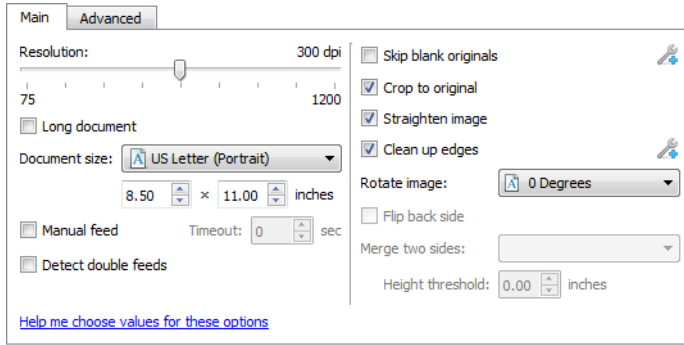 Main Advanced
Resolution: 300 dpi
75 1200
Long document
Document size: A US Letter (Portrait)
8.50 × 11.00 inches
Manual feed Timeout: 0 sec
Detect double feeds
Help me choose values for these options
Skip blank originals
Crop to original
Straighten image
Clean up edges
Rotate image: A 0 Degrees
Flip back side
Merge two sides:
Height threshold: 0.00 inches